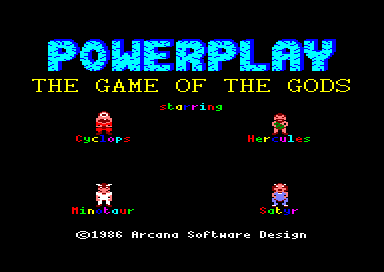 POWERPLAY
THE GAME OF THE GODS
starring
Cyclops Hercules
Minotaur Satyr
©1986 Arcana Software Design